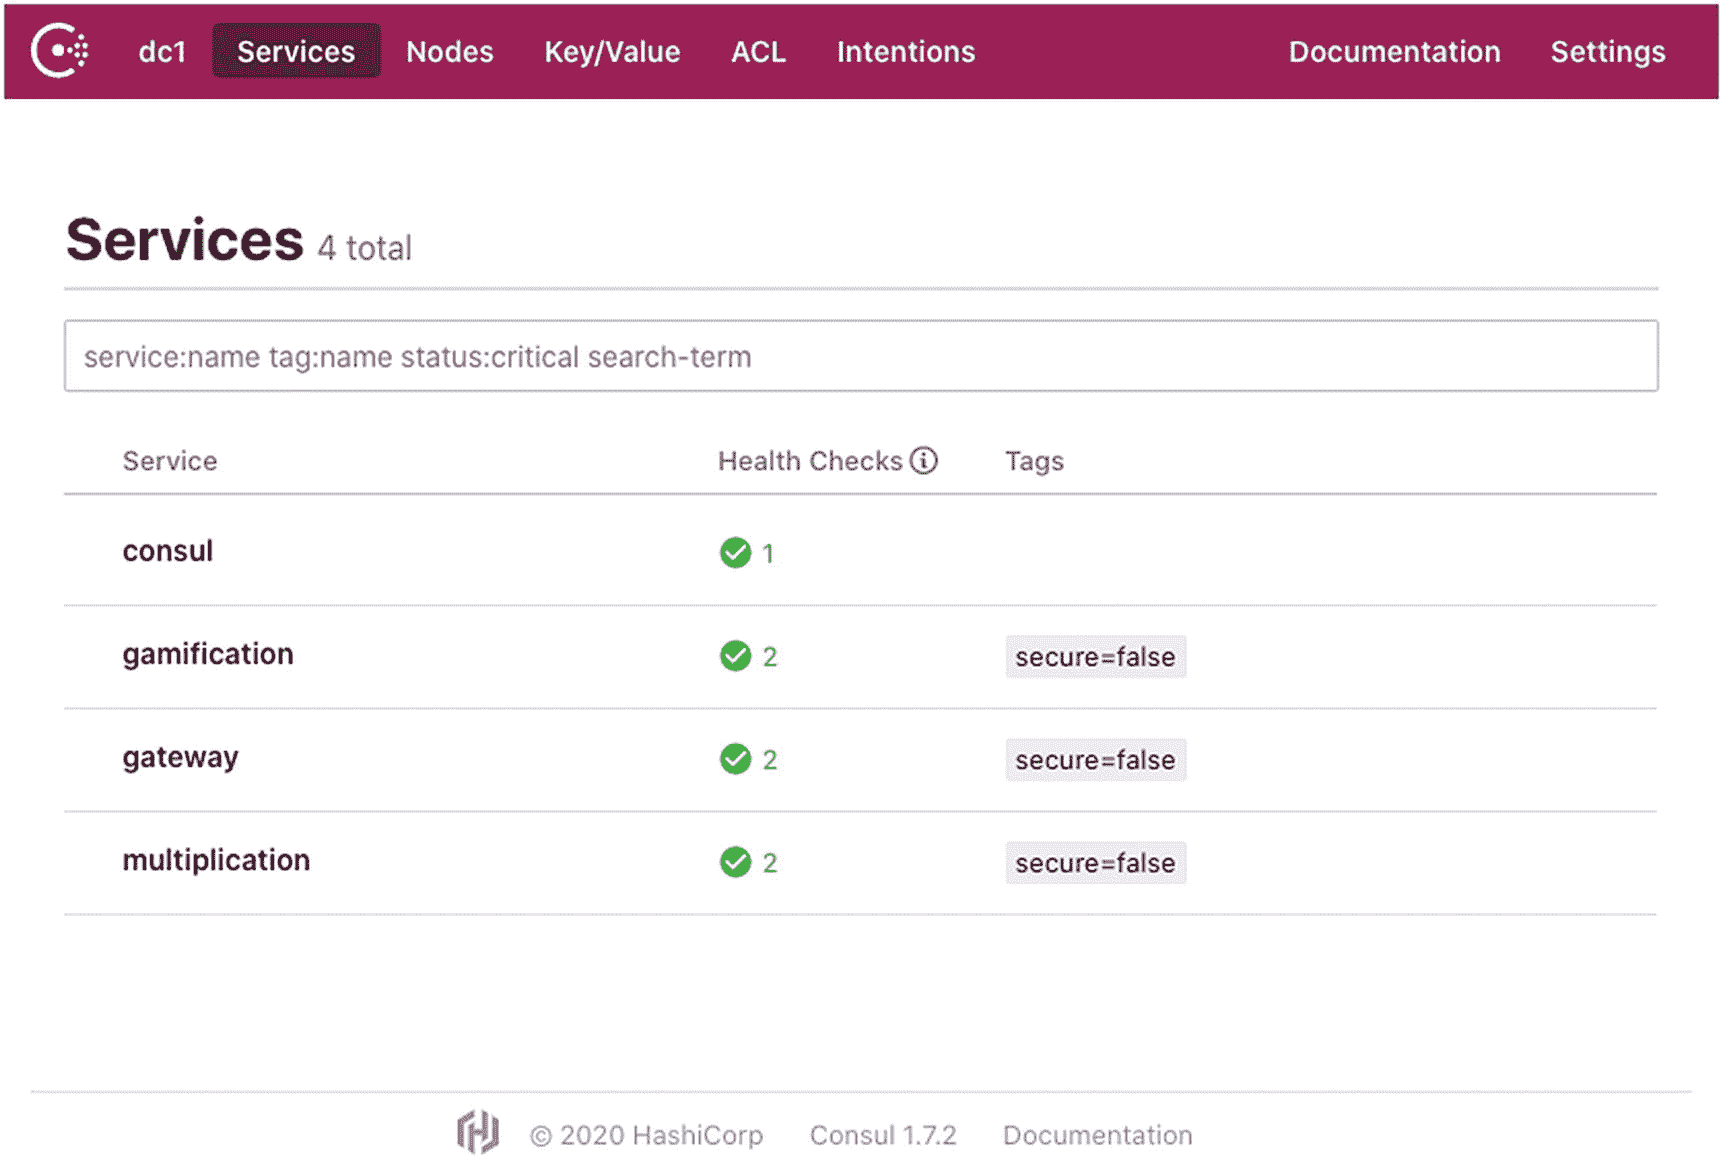 dc1 Services Nodes Key/Value ACL Intentions Documentation Settings
Services 4 total
service:name tag:name status:critical search-term
Service Health Checks Tags
consul 1
gamification 2 secure=false
gateway 2 secure=false
multiplication 2 secure=false
© 2020 HashiCorp Consul 1.7.2 Documentation